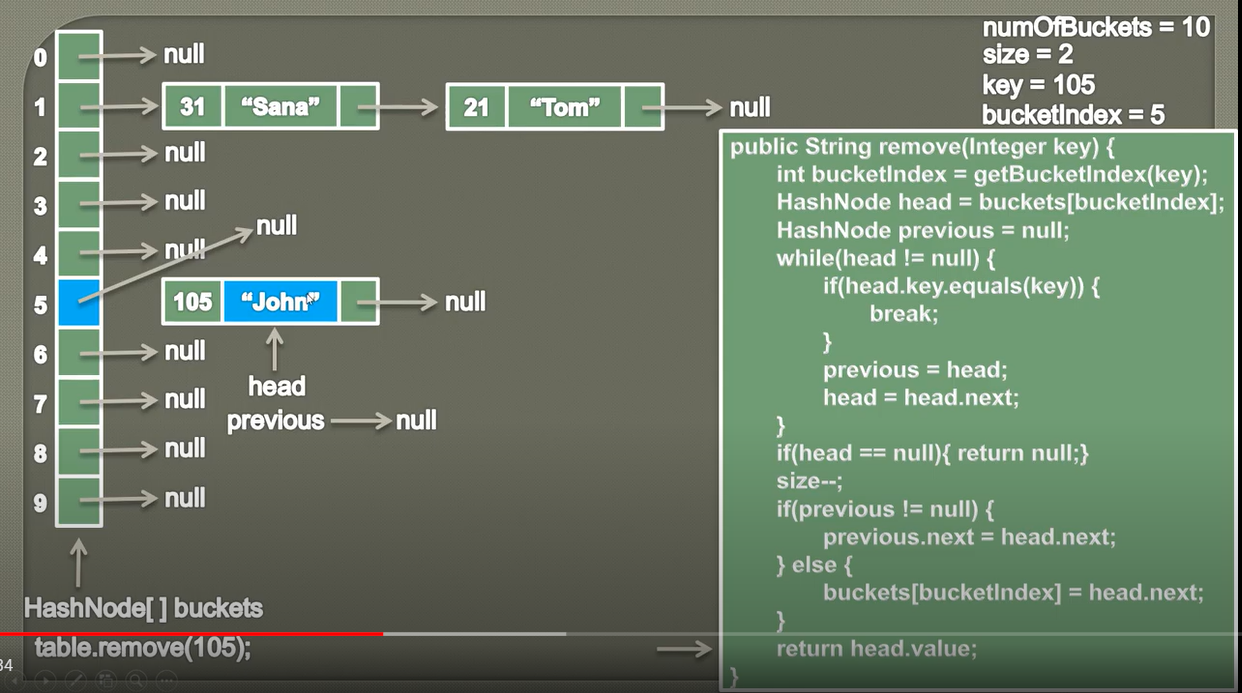 numOfBuckets = 10
size = 2
key = 105
bucketIndex = 5
0 null
1 31 “Sana” 21 “Tom” null
2 null
3 null
null
4 null
5 105 “John” null
6 null
head
7 null
previous null
8 null
9 null
HashNode[ ] buckets
table.remove(105);
34
public String remove(Integer key) {
int bucketIndex = getBucketIndex(key);
HashNode head = buckets[bucketIndex];
HashNode previous = null;
while(head != null) {
if(head.key.equals(key)) {
break;
}
previous = head;
head = head.next;
}
if(head == null){ return null;}
size--;
if(previous != null) {
previous.next = head.next;
} else {
buckets[bucketIndex] = head.next;
}
return head.value;
}